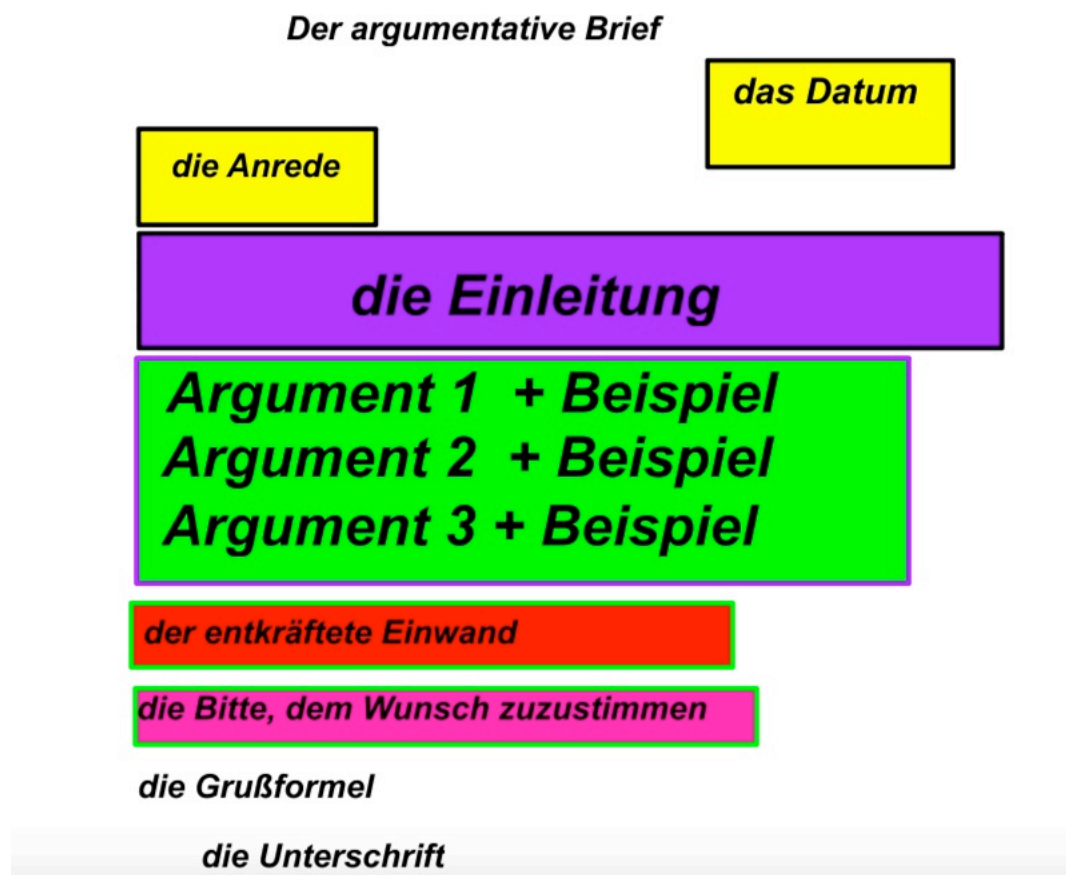 Der argumentative Brief
das Datum
die Anrede
die Einleitung
Argument 1 + Beispiel
Argument 2 + Beispiel
Argument 3 + Beispiel
der entkräftete Einwand
die Bitte, dem Wunsch zuzustimmen
die Grußformel
die Unterschrift